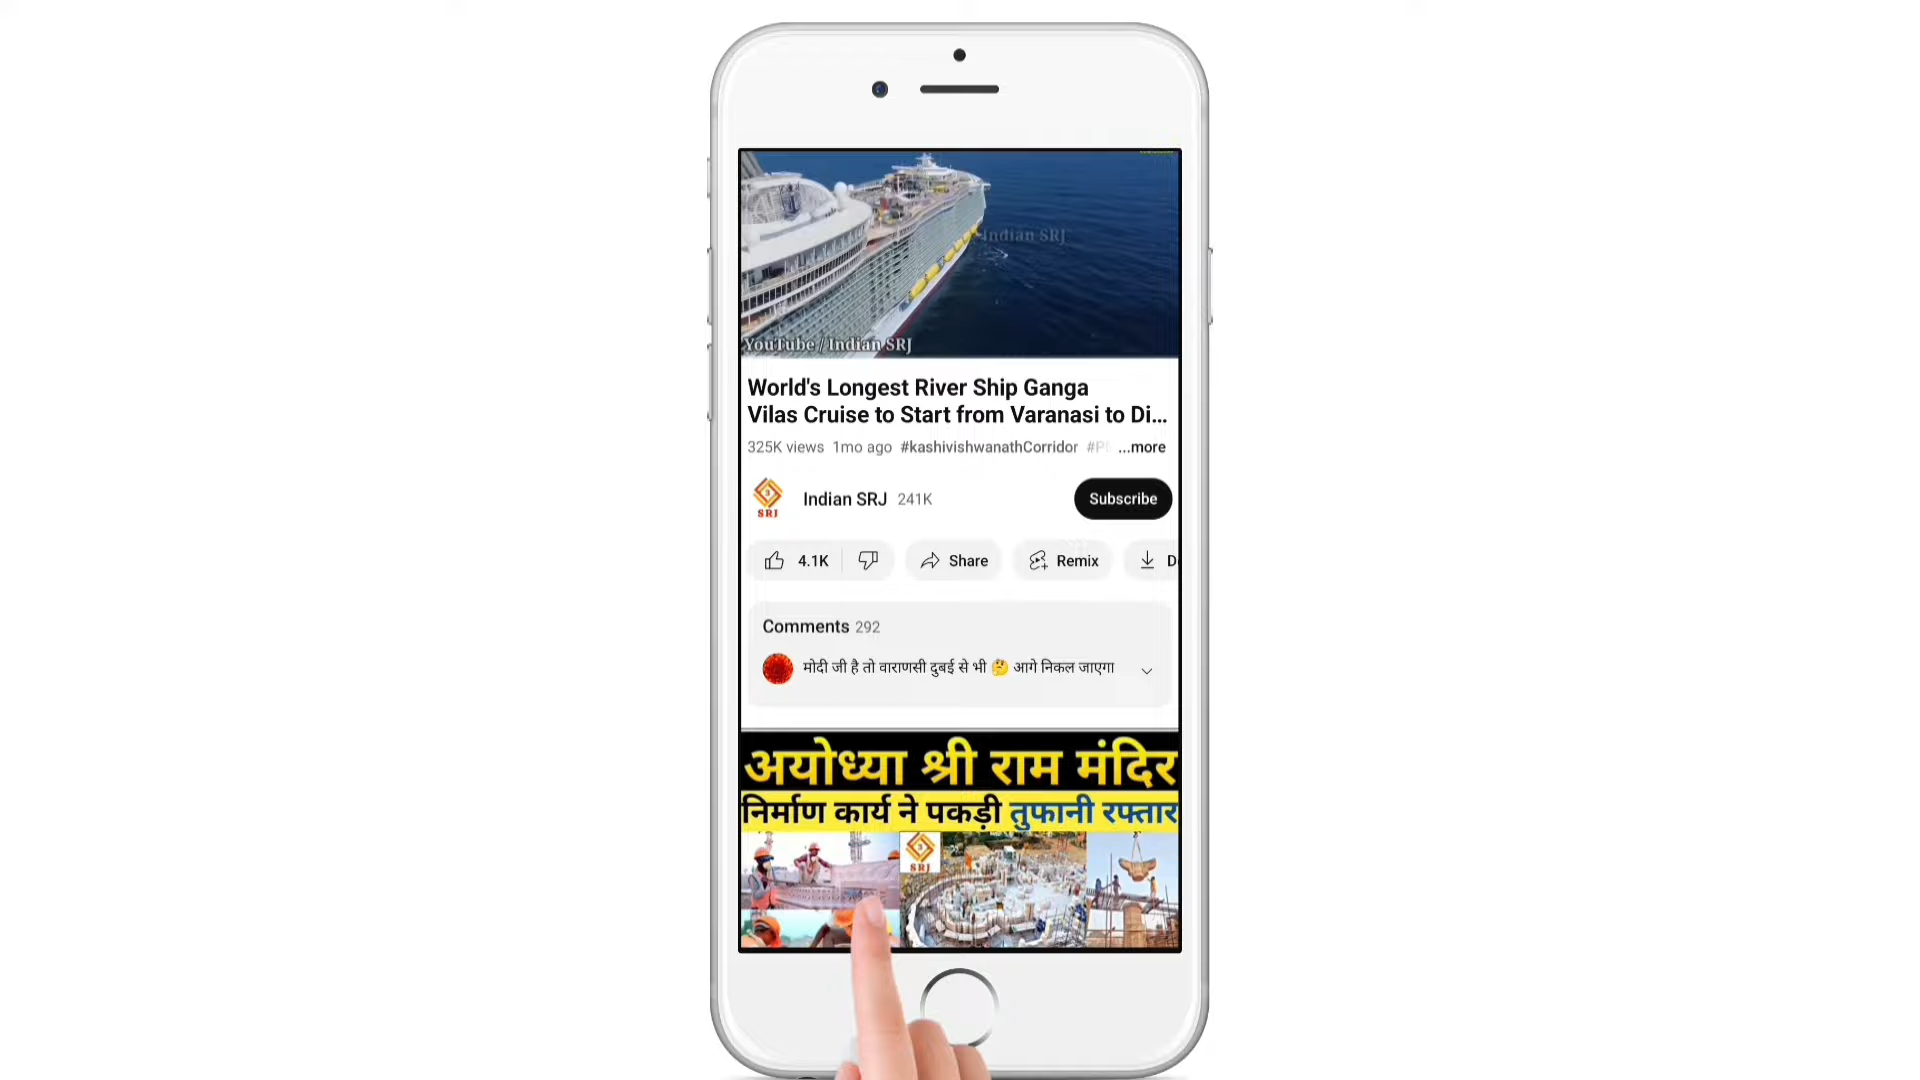 Indian SRJ
YouTube / Indian SRJ
World's Longest River Ship Ganga
Vilas Cruise to Start from Varanasi to Di...
325K views 1mo ago #kashivishwanathCorridor ...more
SRJ Indian SRJ 241K Subscribe
4.1K Share Remix
Comments 292
मोदी जी है तो वाराणसी दुबई से भी 🤔 आगे निकल जाएगा
अयोध्या श्री राम मंदिर
निर्माण कार्य ने पकड़ी तुफानी रफ्तार
SRJ